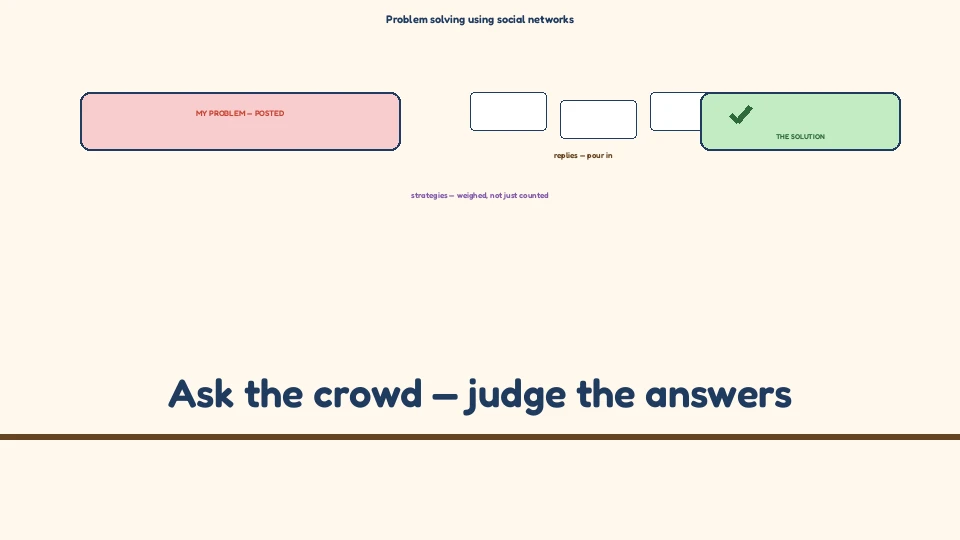 Problem solving using social networks
MY PROBLEM — POSTED
THE SOLUTION
replies — pour in
strategies — weighed, not just counted
Ask the crowd — judge the answers